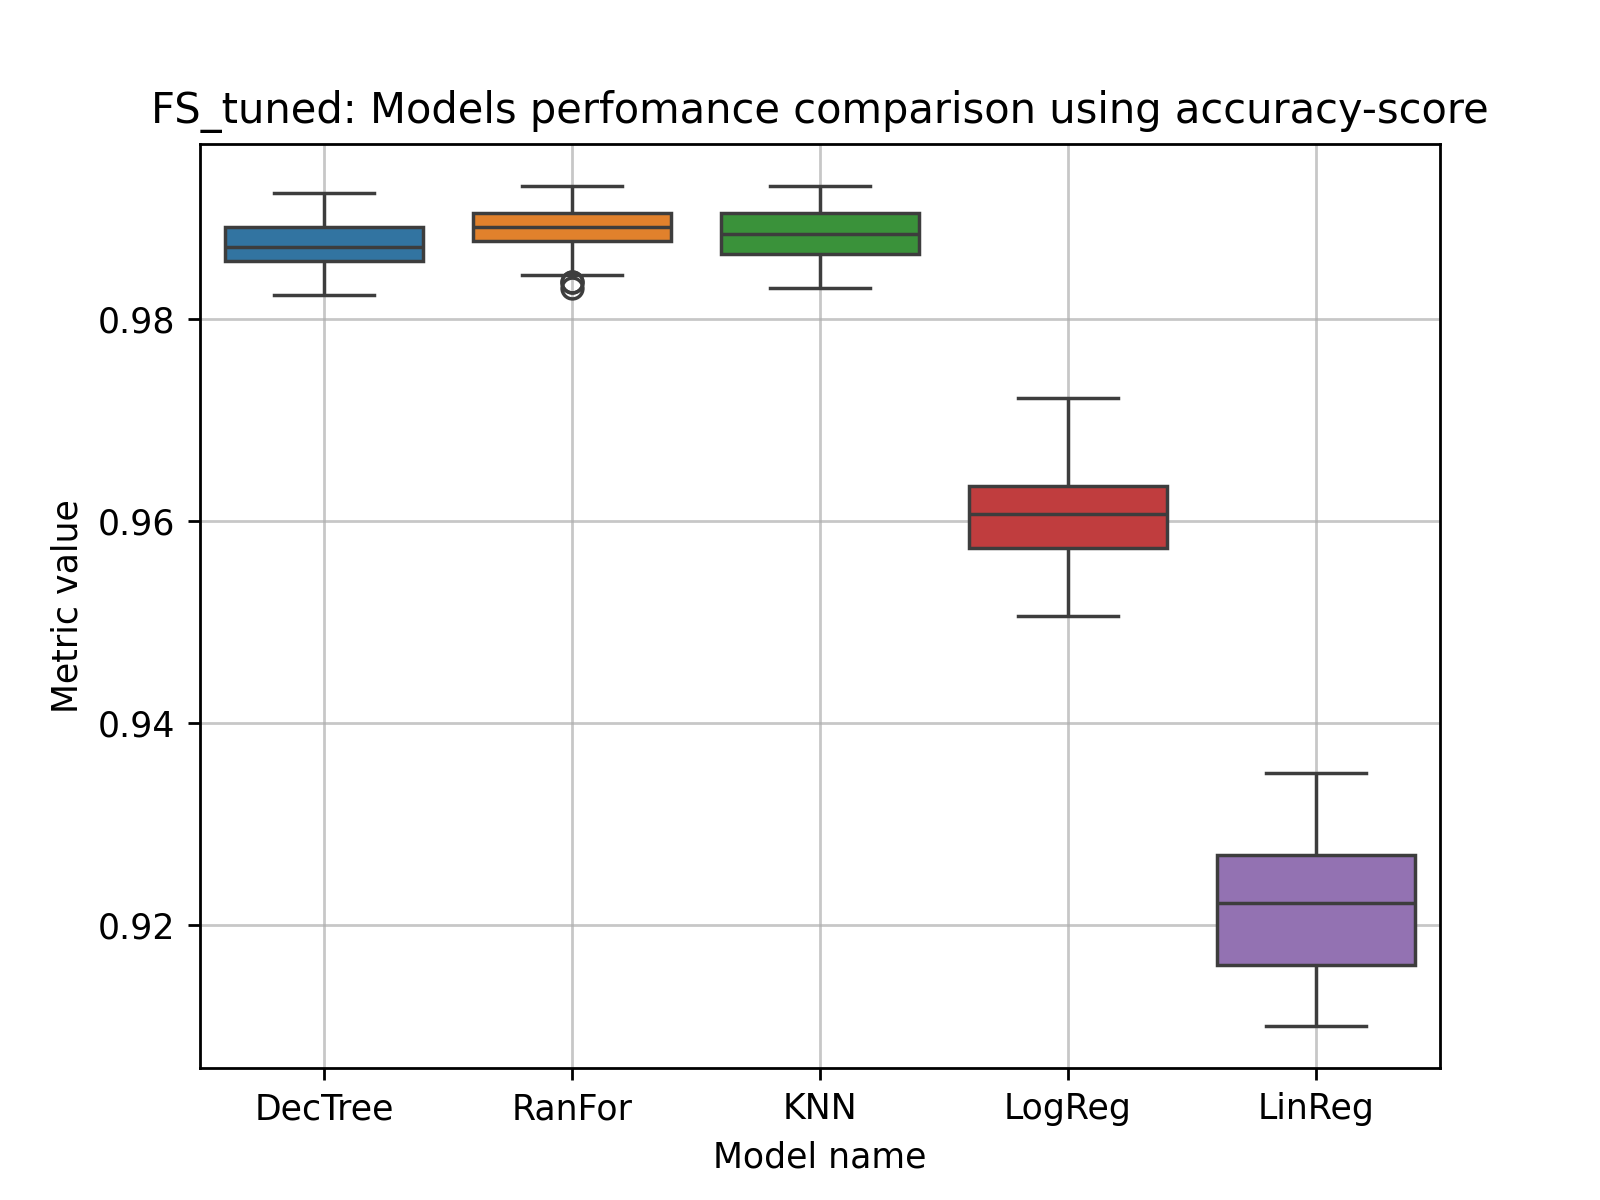 FS_tuned: Models perfomance comparison using accuracy-score
Metric value
0.98
0.96
0.94
0.92
DecTree RanFor KNN LogReg LinReg
Model name